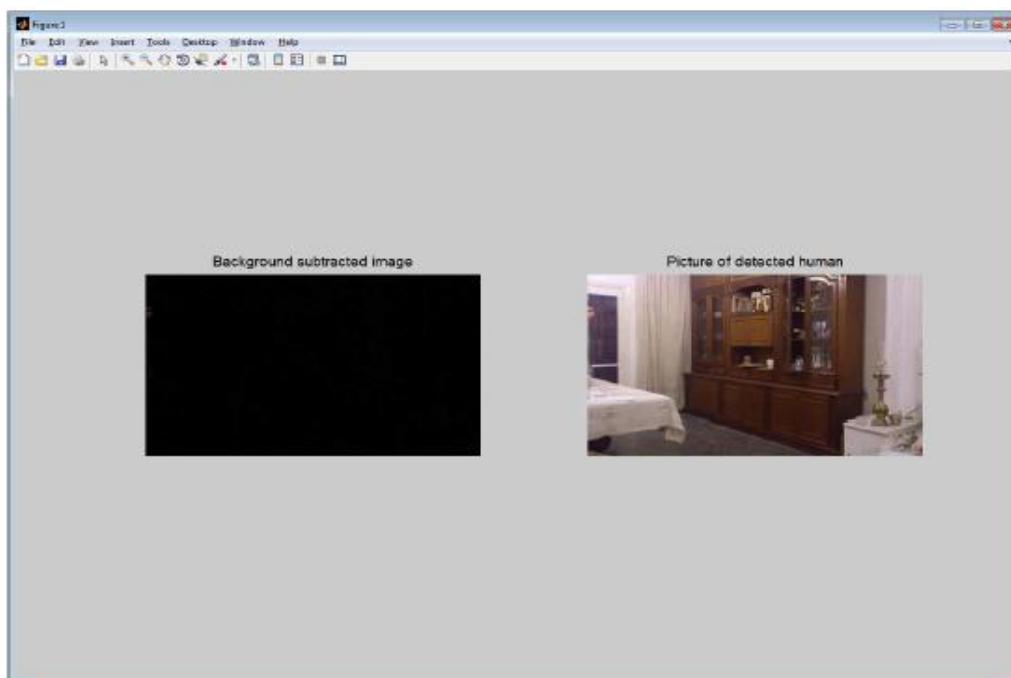 Figure 1
File Edit View Insert Tools Desktop Window Help
Background subtracted image
Picture of detected human